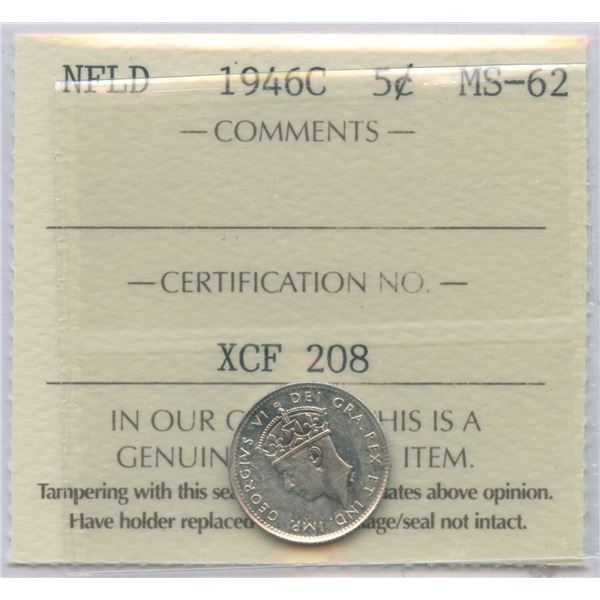 NFLD 1946C 5¢ MS-62
— COMMENTS —
— CERTIFICATION NO. —
XCF 208
IN OUR HIS IS A
GENUIN ITEM.
Tampering with this sea ates above opinion.
Have holder replaced age/seal not intact.
GEORGIVS VI DEI GRA.REX ET IND.IMP